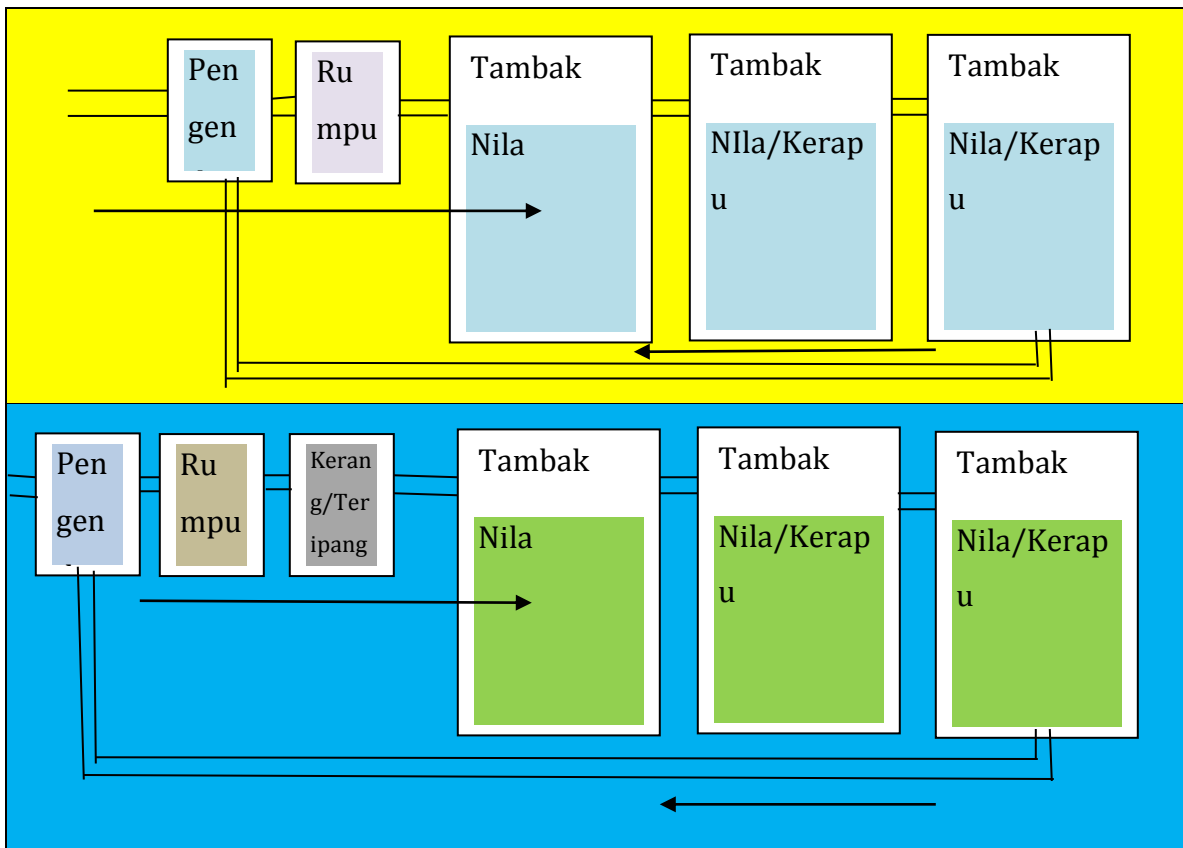 Pen
gen
Ru
mpu
Tambak
Nila
Tambak
NIla/Kerap
u
Tambak
Nila/Kerap
u
Pen
gen
Ru
mpu
Keran
g/Ter
ipang
Tambak
Nila
Tambak
Nila/Kerap
u
Tambak
Nila/Kerap
u